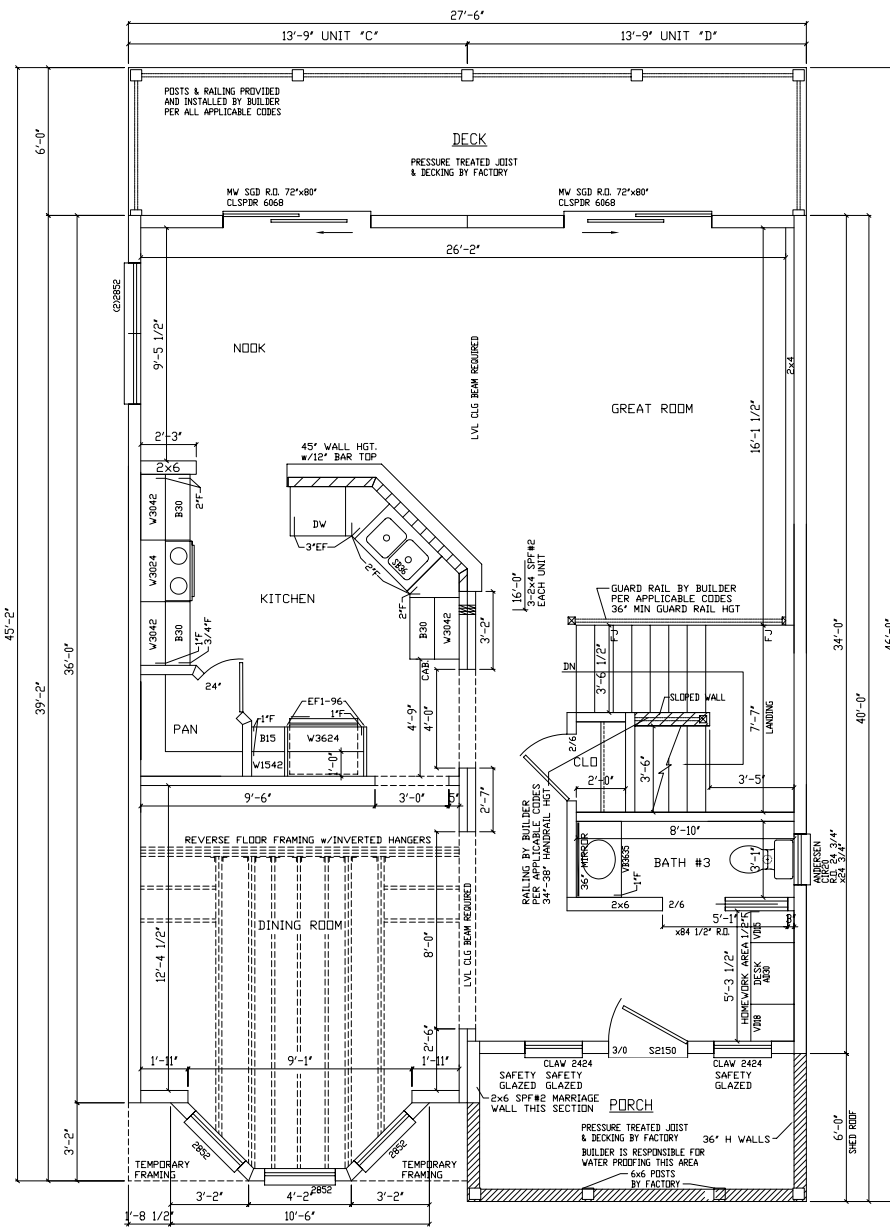 27'-6"
13'-9" UNIT "C"
13'-9" UNIT "D"
POSTS & RAILING PROVIDED
AND INSTALLED BY BUILDER
PER ALL APPLICABLE CODES
6'-0"
DECK
PRESSURE TREATED JOIST
& DECKING BY FACTORY
MW SGD R.O. 72"x80"
CLSPDR 6068
MW SGD R.O. 72"x80"
CLSPDR 6068
26'-2"
(2)2852
9'-5 1/2"
NOOK
LVL CLG BEAM REQUIRED
GREAT ROOM
2x4
16'-1 1/2"
2'-3"
2x6
45" WALL HGT.
w/12" BAR TOP
W3042
B30
2"F
DW
3"EF
SB36
2"F
W3024
KITCHEN
2"F
16'-0"
3-2x4 SPF#2
EACH UNIT
GUARD RAIL BY BUILDER
PER APPLICABLE CODES
36" MIN GUARD RAIL HGT
45'-2"
39'-2"
36'-0"
34'-0"
40'-0"
46'-0"
W3042
B30
1"F
3/4"F
B30
W3042
3'-2"
FJ
FJ
3'-6 1/2"
DN
24"
CAB.
4'-9"
4'-0"
SLOPED WALL
7'-7"
LANDING
PAN
EF1-96
1"F
1"F
B15
W3624
W1542
1'-0"
2/6
CLO
2'-0"
3'-6"
3'-5"
9'-6"
3'-0"
5"
2'-7"
RAILING BY BUILDER
PER APPLICABLE CODES
34"-38" HANDRAIL HGT
8'-10"
REVERSE FLOOR FRAMING w/INVERTED HANGERS
36" MIRROR
VB3635
1"F
BATH #3
3'-1"
ANDERSEN
CIR20
R.O. 24 3/4"
x24 3/4"
2x6
2/6
5'-1"
8"
x84 1/2" R.O.
DINING ROOM
12'-4 1/2"
LVL CLG BEAM REQUIRED
8'-0"
5'-3 1/2"
HOMEWORK AREA 1/2"F
VD15
DESK
AD30
VD18
2'-6"
1'-11"
9'-1"
1'-11"
3/0
S2150
CLAW 2424
CLAW 2424
SAFETY GLAZED
SAFETY GLAZED
SAFETY GLAZED
2x6 SPF#2 MARRIAGE
WALL THIS SECTION
PORCH
PRESSURE TREATED JOIST
& DECKING BY FACTORY
36" H WALLS
BUILDER IS RESPONSIBLE FOR
WATER PROOFING THIS AREA
6x6 POSTS
BY FACTORY
6'-0"
SHED ROOF
3'-2"
2852
2852
2852
TEMPORARY
FRAMING
TEMPORARY
FRAMING
3'-2"
4'-2"
3'-2"
1'-8 1/2"
10'-6"